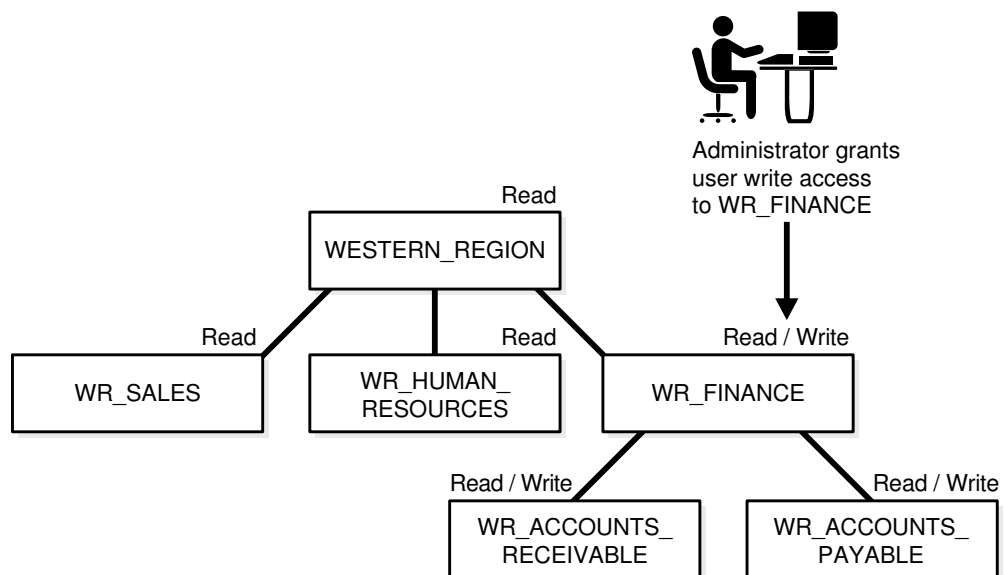 Administrator grants
user write access
to WR_FINANCE
Read
WESTERN_REGION
Read
Read
Read / Write
WR_SALES
WR_HUMAN_
RESOURCES
WR_FINANCE
Read / Write
Read / Write
WR_ACCOUNTS_
RECEIVABLE
WR_ACCOUNTS_
PAYABLE